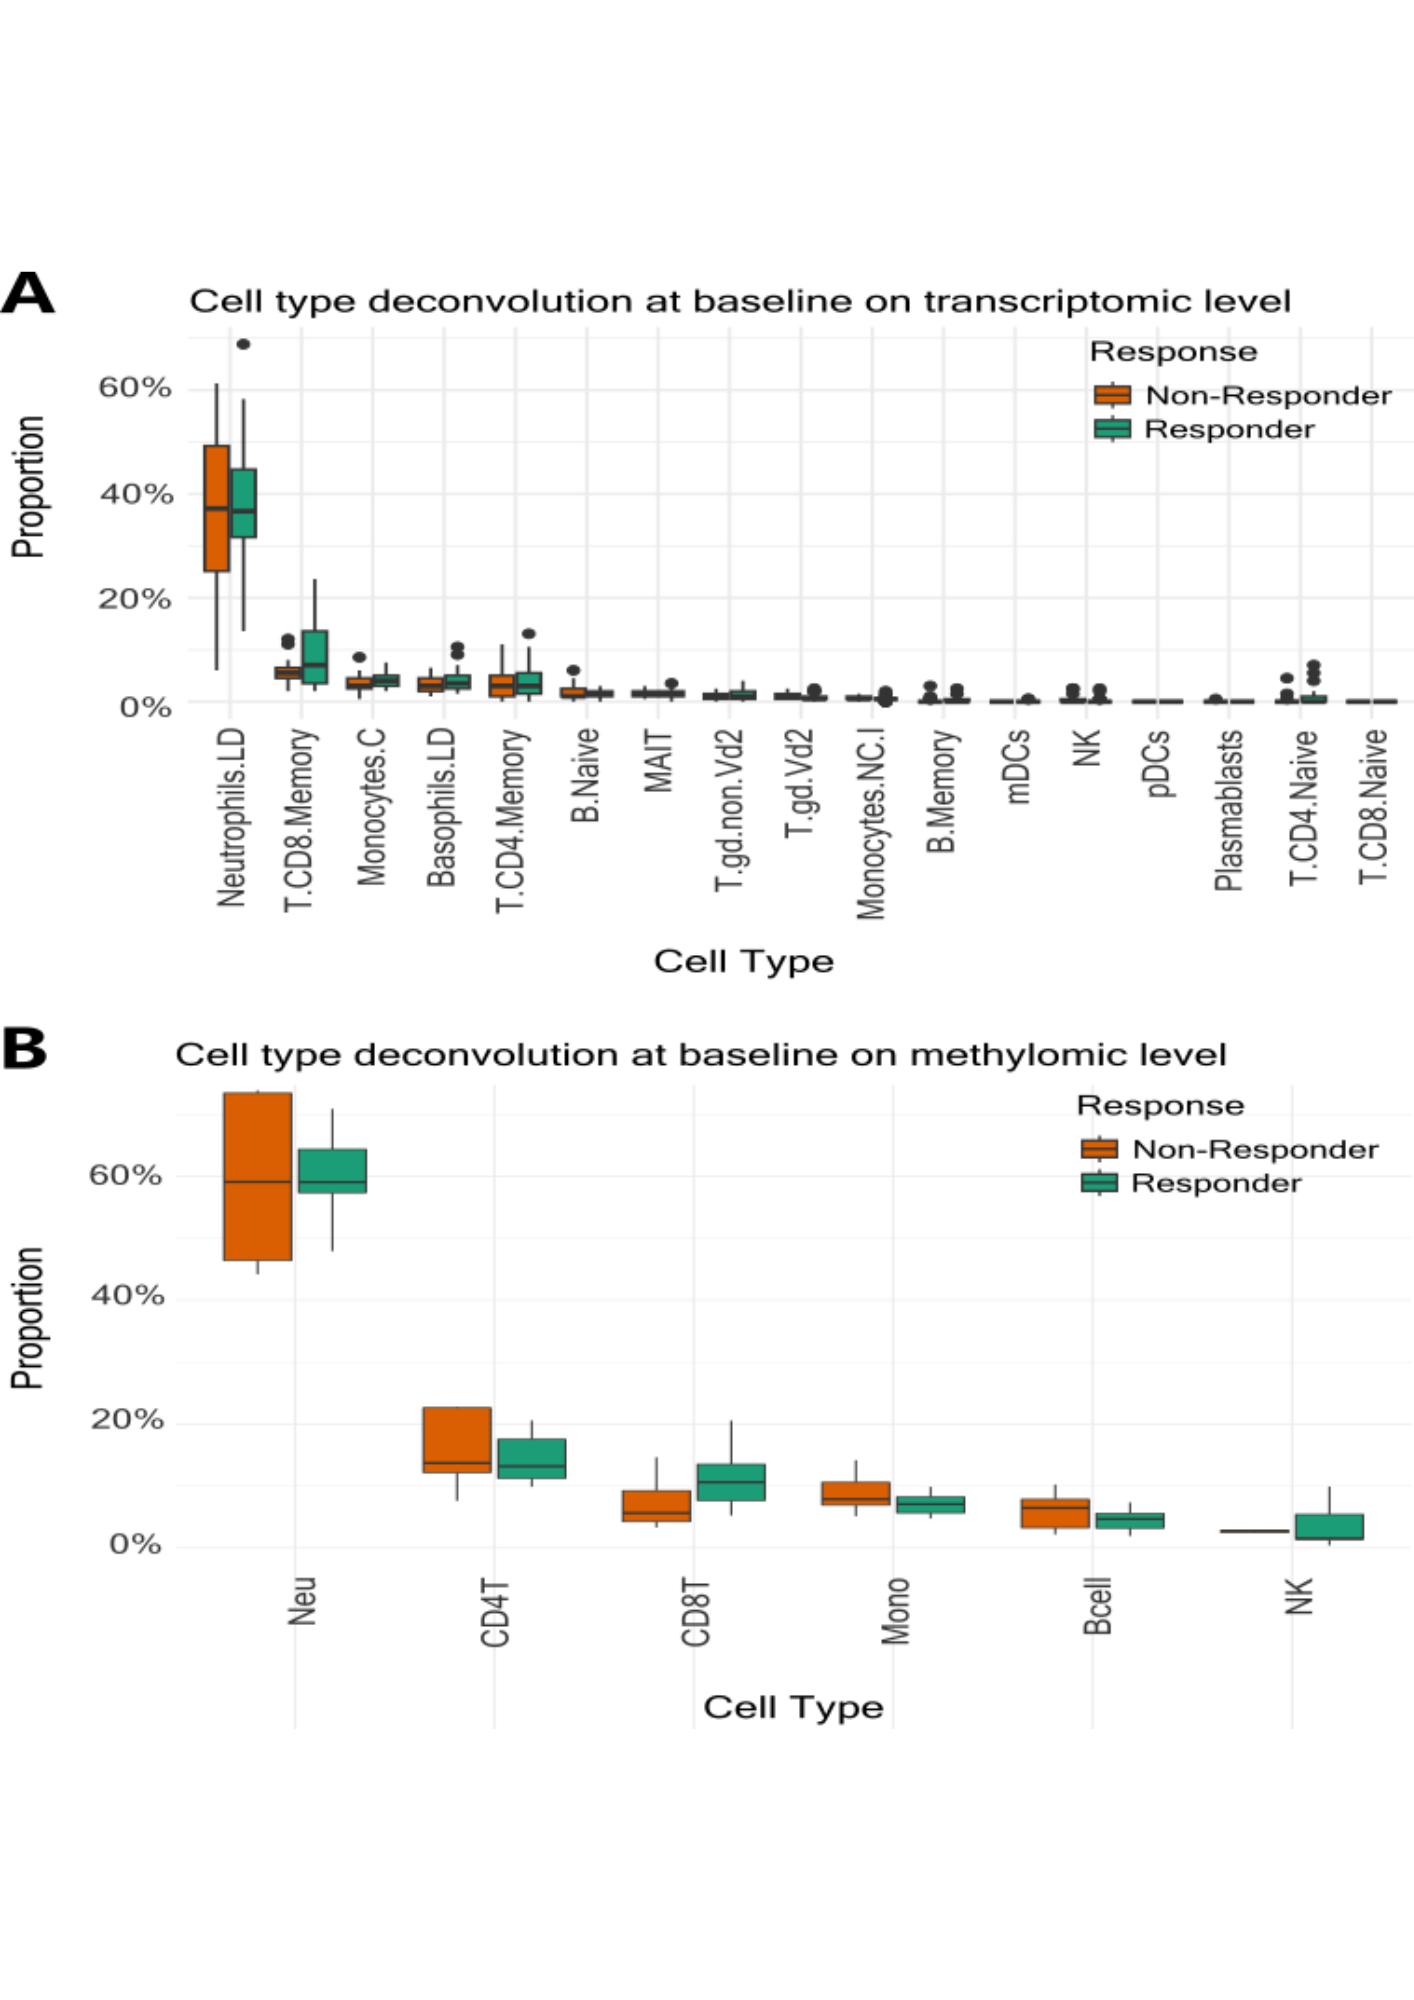 A
Cell type deconvolution at baseline on transcriptomic level
Response
Non-Responder
Responder
Proportion
60%
40%
20%
0%
Neutrophils.LD
T.CD8.Memory
Monocytes.C
Basophils.LD
T.CD4.Memory
B.Naive
MAIT
T.gd.non.Vd2
T.gd.Vd2
Monocytes.NC.I
B.Memory
mDCs
NK
pDCs
Plasmablasts
T.CD4.Naive
T.CD8.Naive
Cell Type
B
Cell type deconvolution at baseline on methylomic level
Response
Non-Responder
Responder
Proportion
60%
40%
20%
0%
Neu
CD4T
CD8T
Mono
Bcell
NK
Cell Type